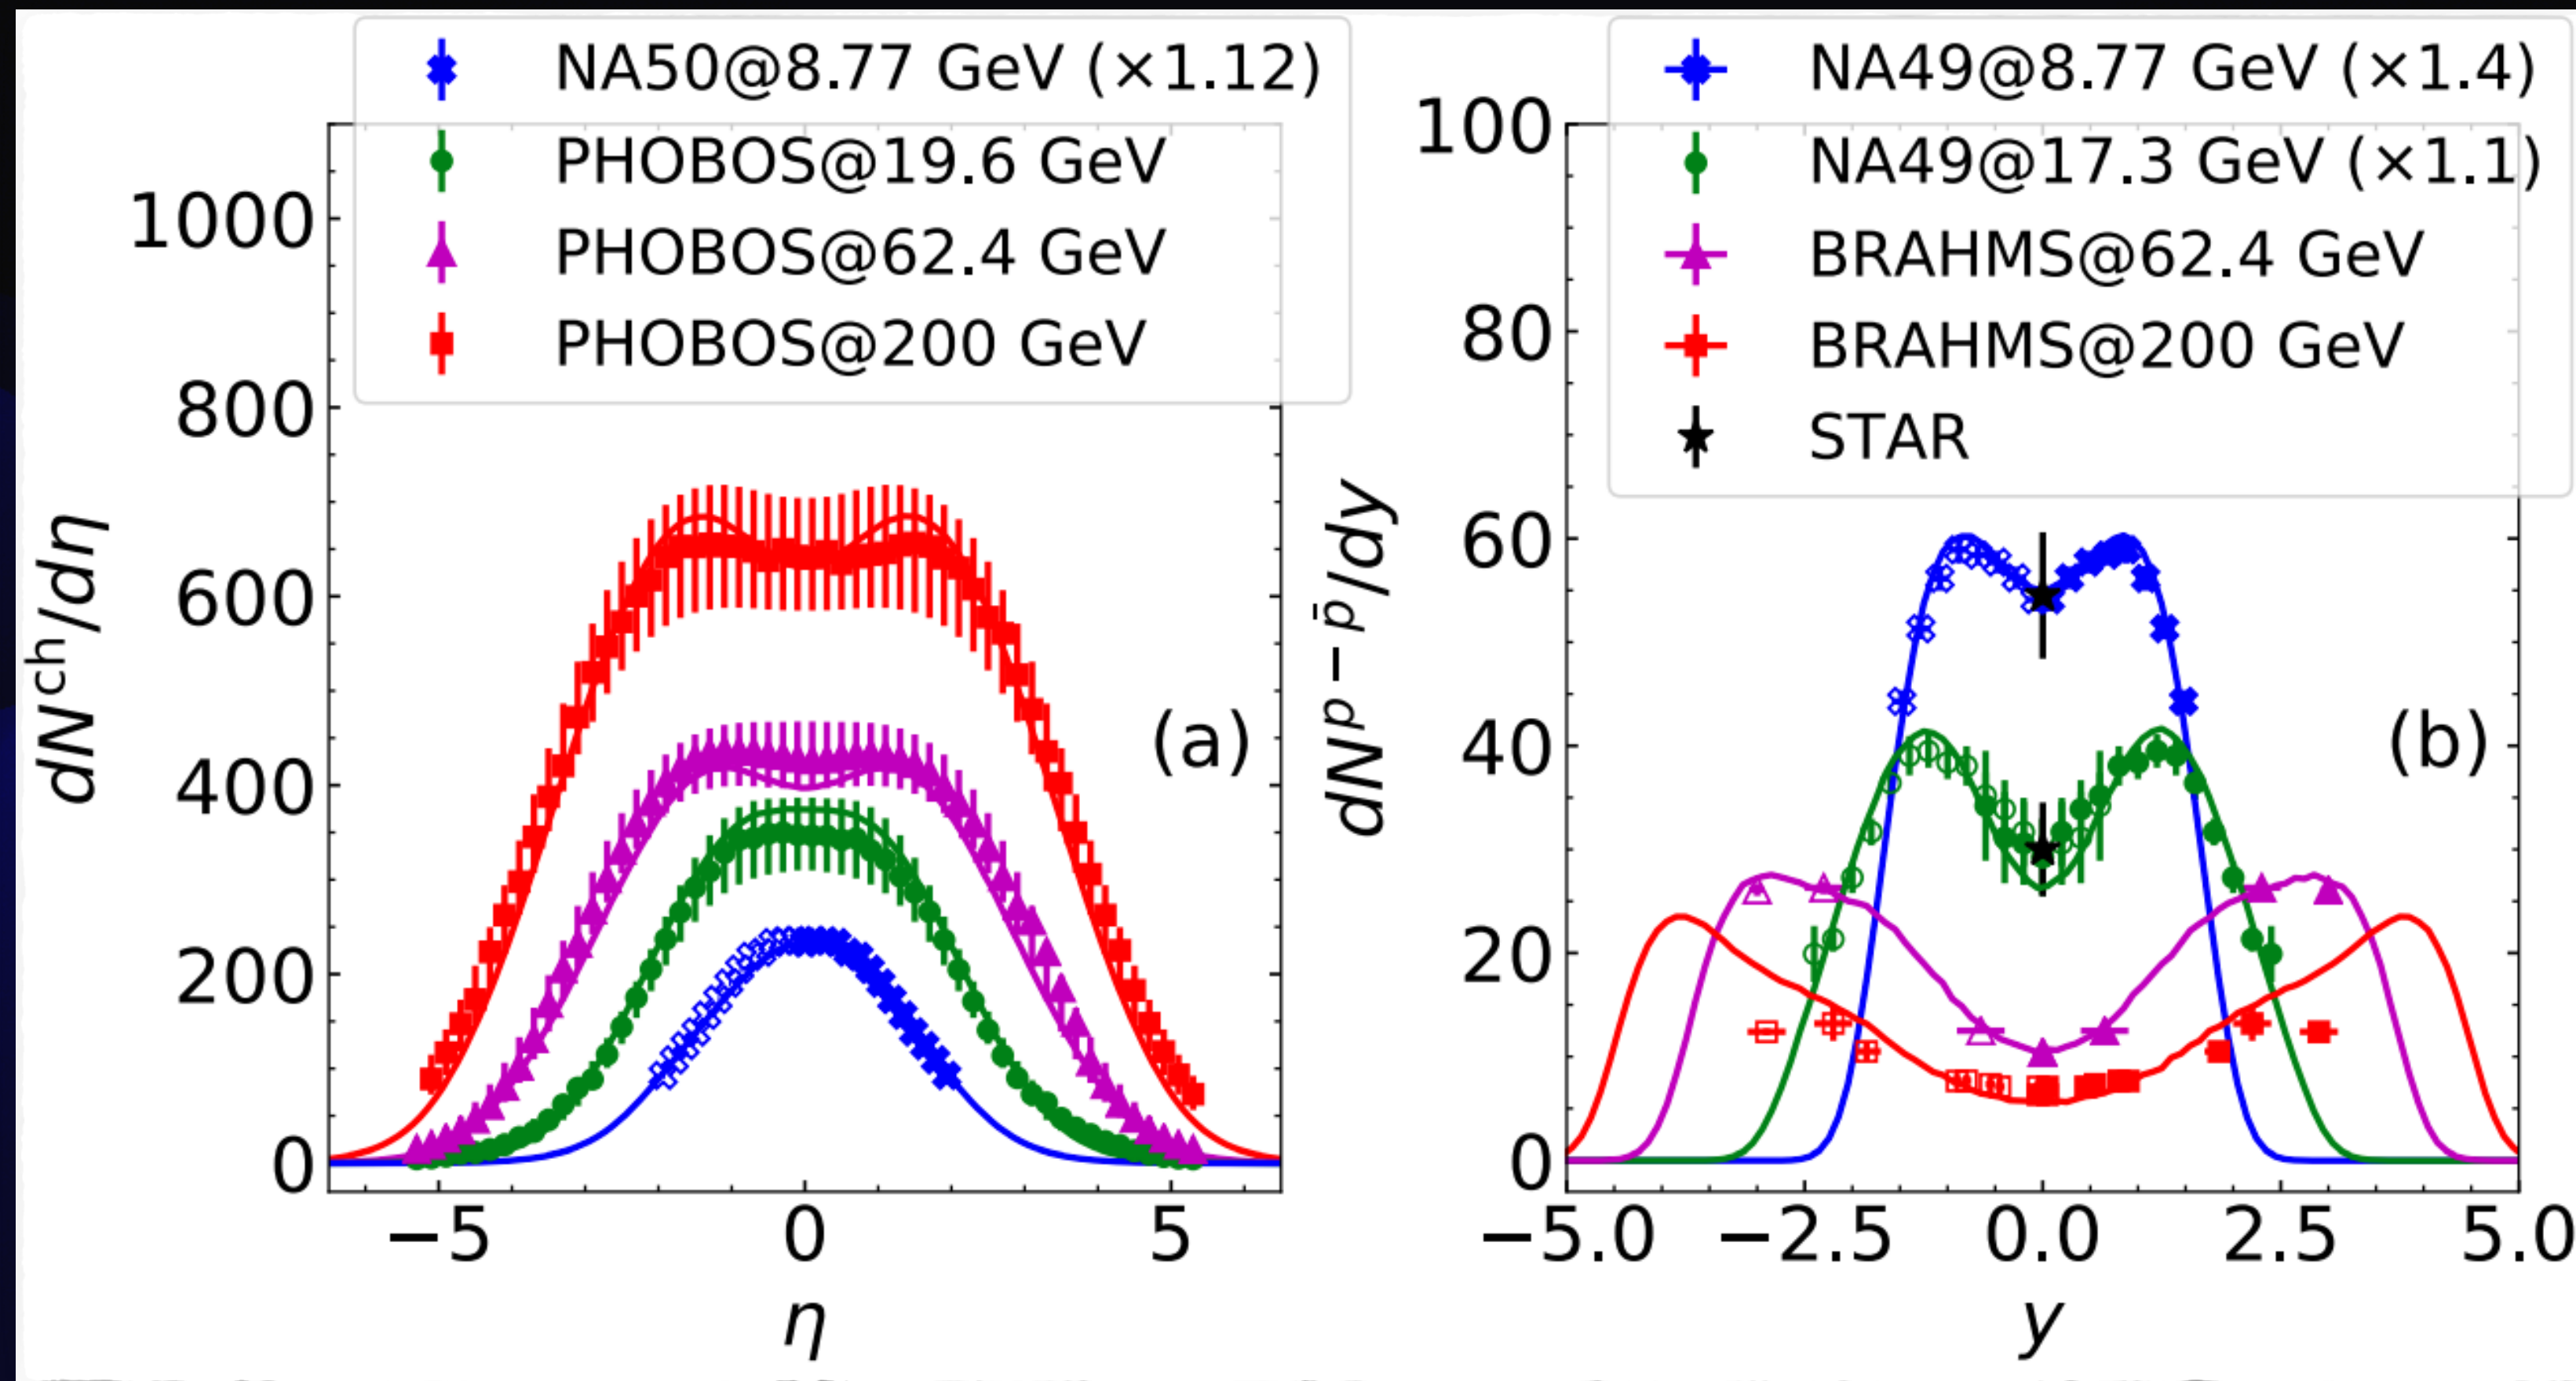 NA50@8.77 GeV (×1.12)
PHOBOS@19.6 GeV
PHOBOS@62.4 GeV
PHOBOS@200 GeV
1000
800
600
400
200
0
−5
0
5
dN^ch/dη
η
(a)
NA49@8.77 GeV (×1.4)
NA49@17.3 GeV (×1.1)
BRAHMS@62.4 GeV
BRAHMS@200 GeV
STAR
100
80
60
40
20
0
−5.0
−2.5
0.0
2.5
5.0
dN^{p − p̄}/dy
y
(b)